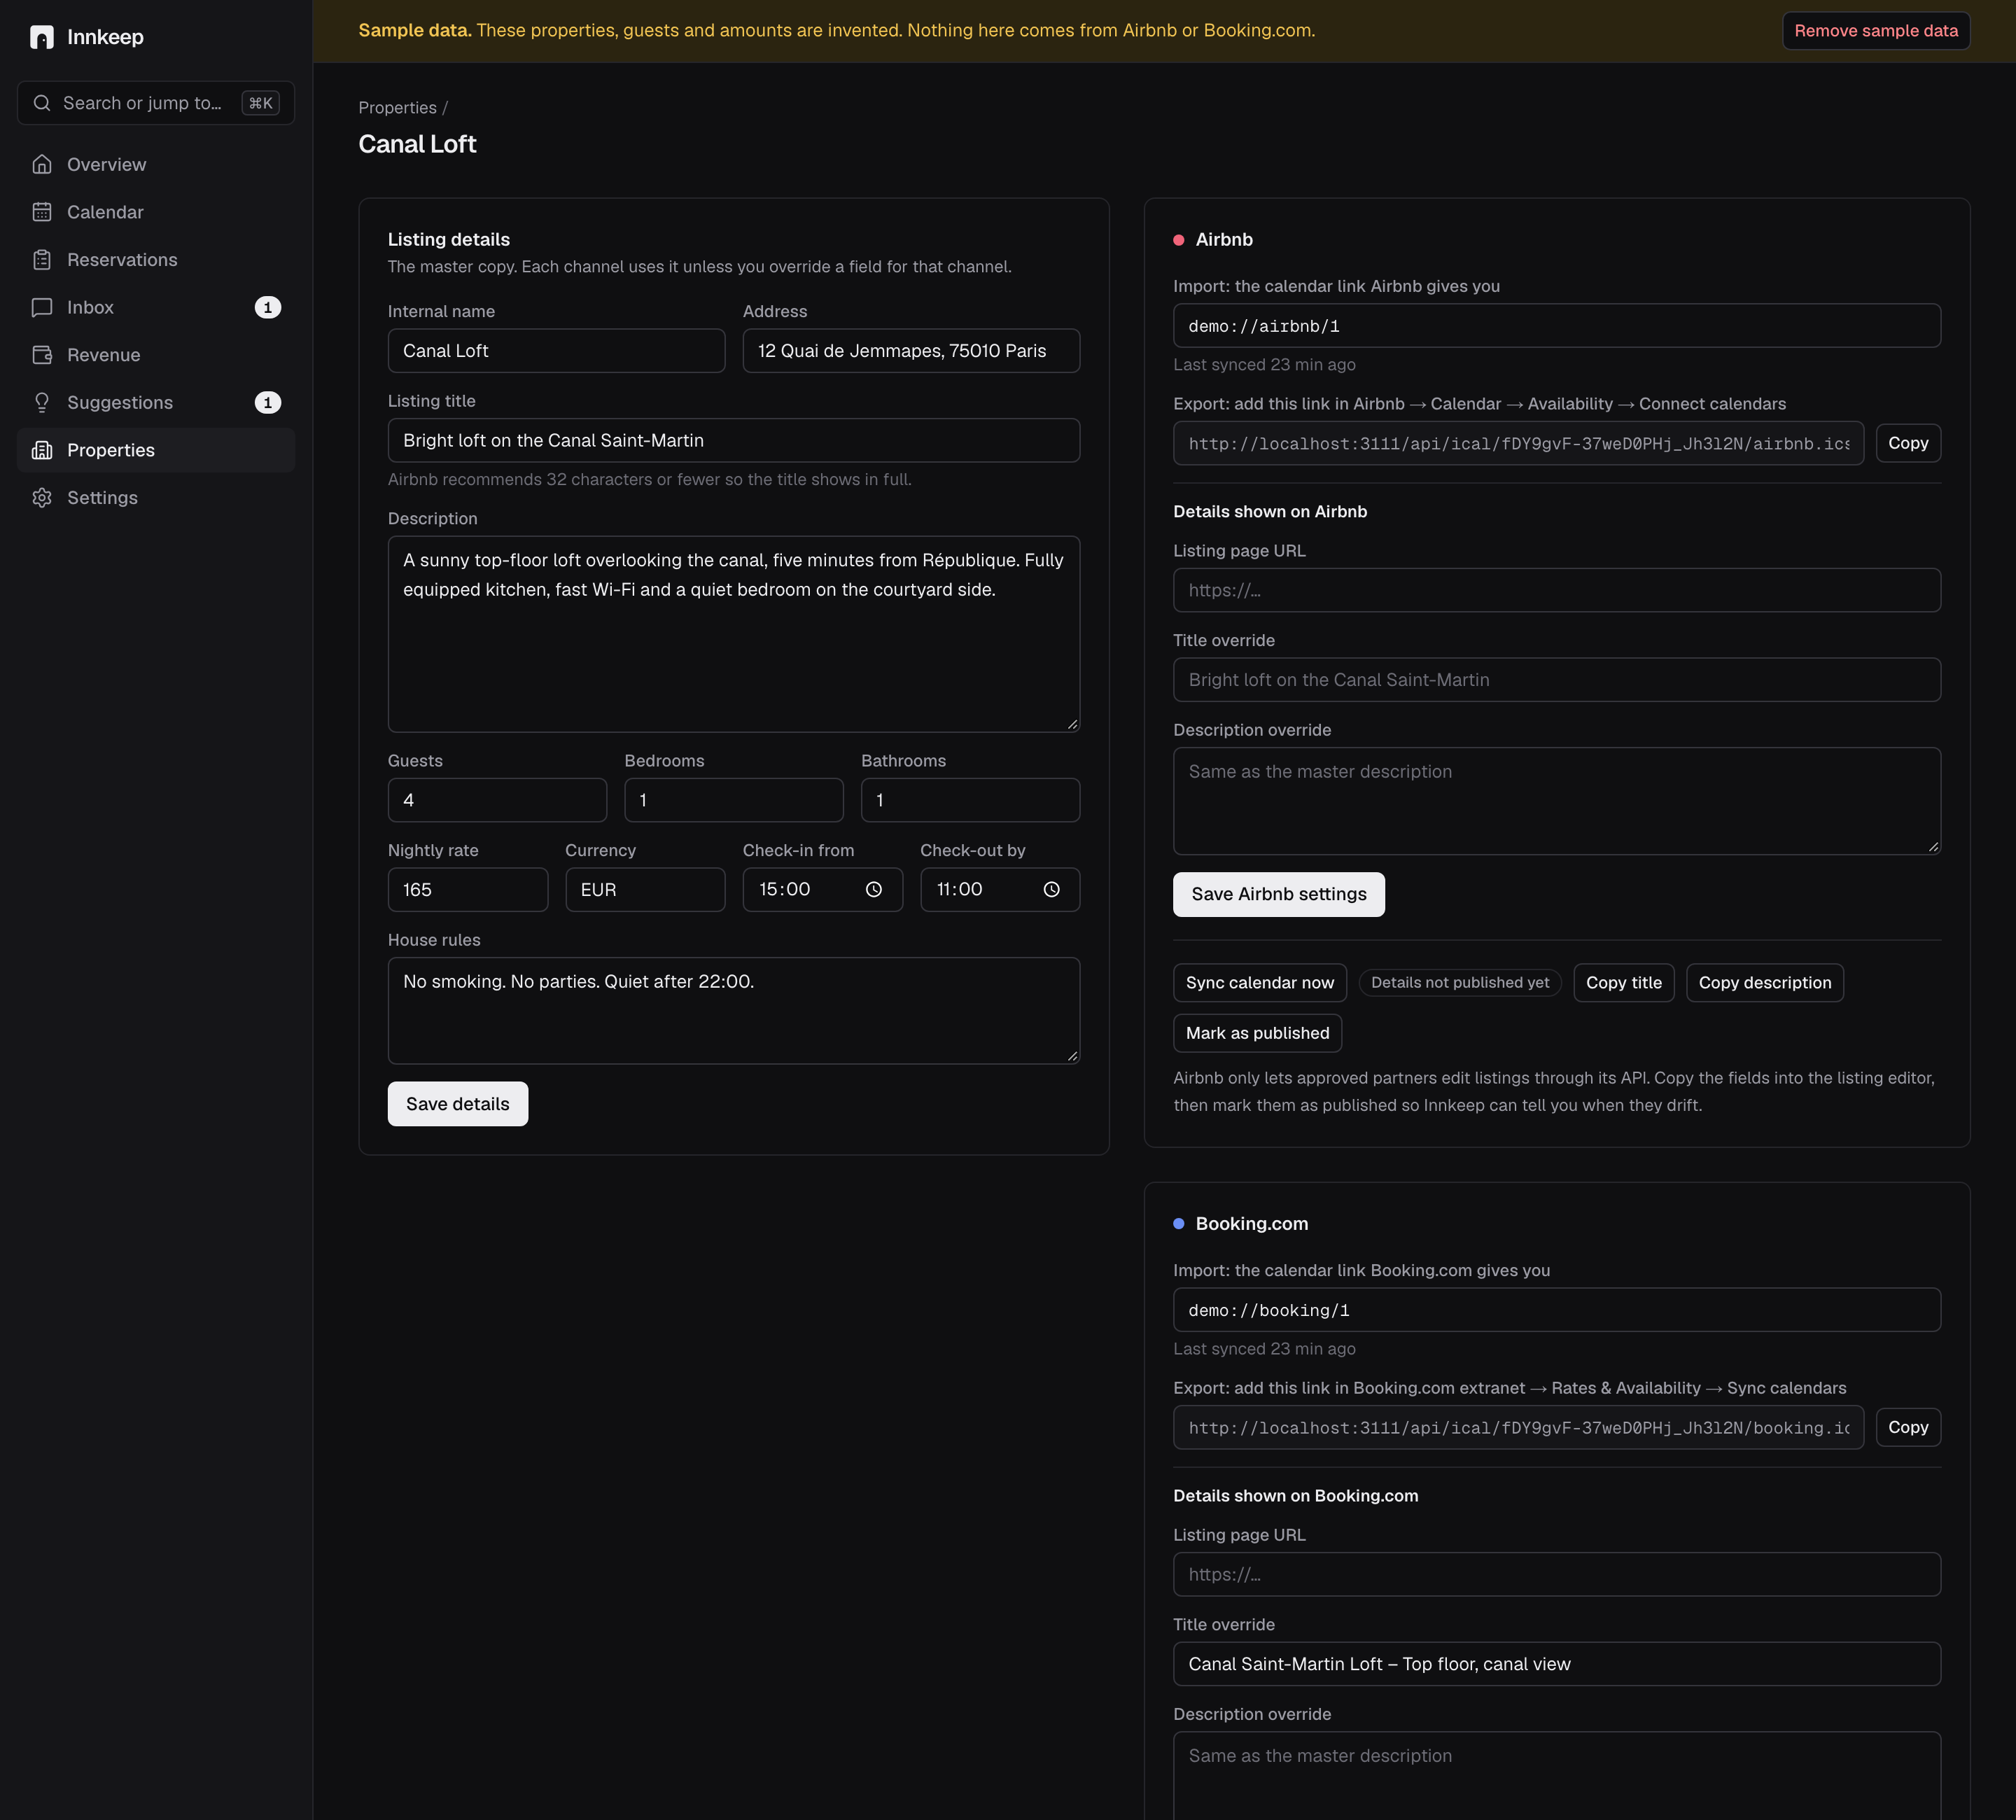 Innkeep
Search or jump to... ⌘K
Overview
Calendar
Reservations
Inbox 1
Revenue
Suggestions 1
Properties
Settings
Sample data. These properties, guests and amounts are invented. Nothing here comes from Airbnb or Booking.com.
Remove sample data
Properties /
Canal Loft
Listing details
The master copy. Each channel uses it unless you override a field for that channel.
Internal name
Address
Canal Loft
12 Quai de Jemmapes, 75010 Paris
Listing title
Bright loft on the Canal Saint-Martin
Airbnb recommends 32 characters or fewer so the title shows in full.
Description
A sunny top-floor loft overlooking the canal, five minutes from République. Fully
equipped kitchen, fast Wi-Fi and a quiet bedroom on the courtyard side.
Guests
Bedrooms
Bathrooms
4
1
1
Nightly rate
Currency
Check-in from
Check-out by
165
EUR
15:00
11:00
House rules
No smoking. No parties. Quiet after 22:00.
Save details
Airbnb
Import: the calendar link Airbnb gives you
demo://airbnb/1
Last synced 23 min ago
Export: add this link in Airbnb → Calendar → Availability → Connect calendars
http://localhost:3111/api/ical/fDY9gvF-37weD0PHj_Jh3l2N/airbnb.ics
Copy
Details shown on Airbnb
Listing page URL
https://...
Title override
Bright loft on the Canal Saint-Martin
Description override
Same as the master description
Save Airbnb settings
Sync calendar now
Details not published yet
Copy title
Copy description
Mark as published
Airbnb only lets approved partners edit listings through its API. Copy the fields into the listing editor,
then mark them as published so Innkeep can tell you when they drift.
Booking.com
Import: the calendar link Booking.com gives you
demo://booking/1
Last synced 23 min ago
Export: add this link in Booking.com extranet → Rates & Availability → Sync calendars
http://localhost:3111/api/ical/fDY9gvF-37weD0PHj_Jh3l2N/booking.ic
Copy
Details shown on Booking.com
Listing page URL
https://...
Title override
Canal Saint-Martin Loft – Top floor, canal view
Description override
Same as the master description